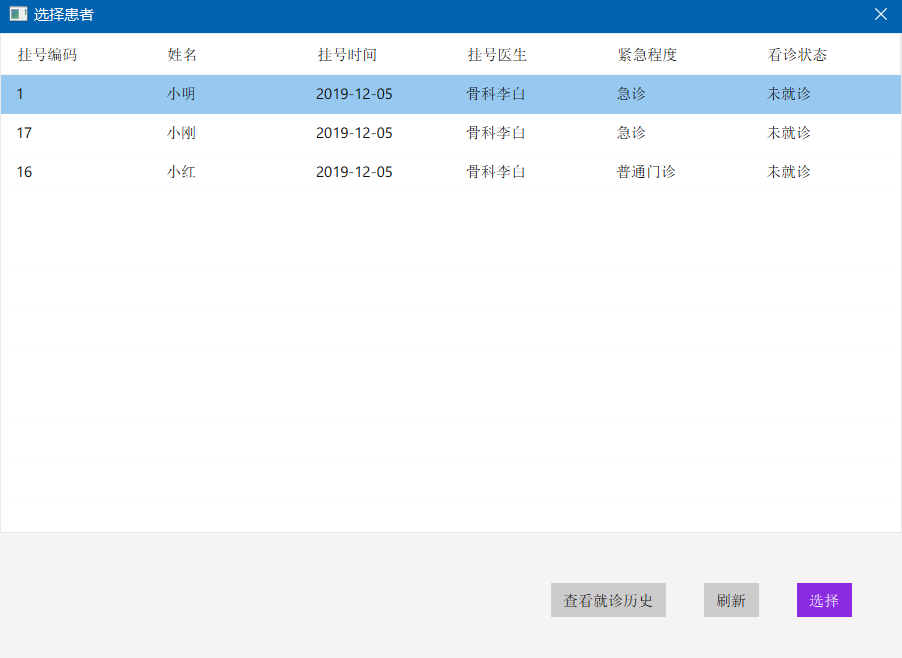 选择患者
挂号编码 姓名 挂号时间 挂号医生 紧急程度 看诊状态
1 小明 2019-12-05 骨科李白 急诊 未就诊
17 小刚 2019-12-05 骨科李白 急诊 未就诊
16 小红 2019-12-05 骨科李白 普通门诊 未就诊
查看就诊历史 刷新 选择